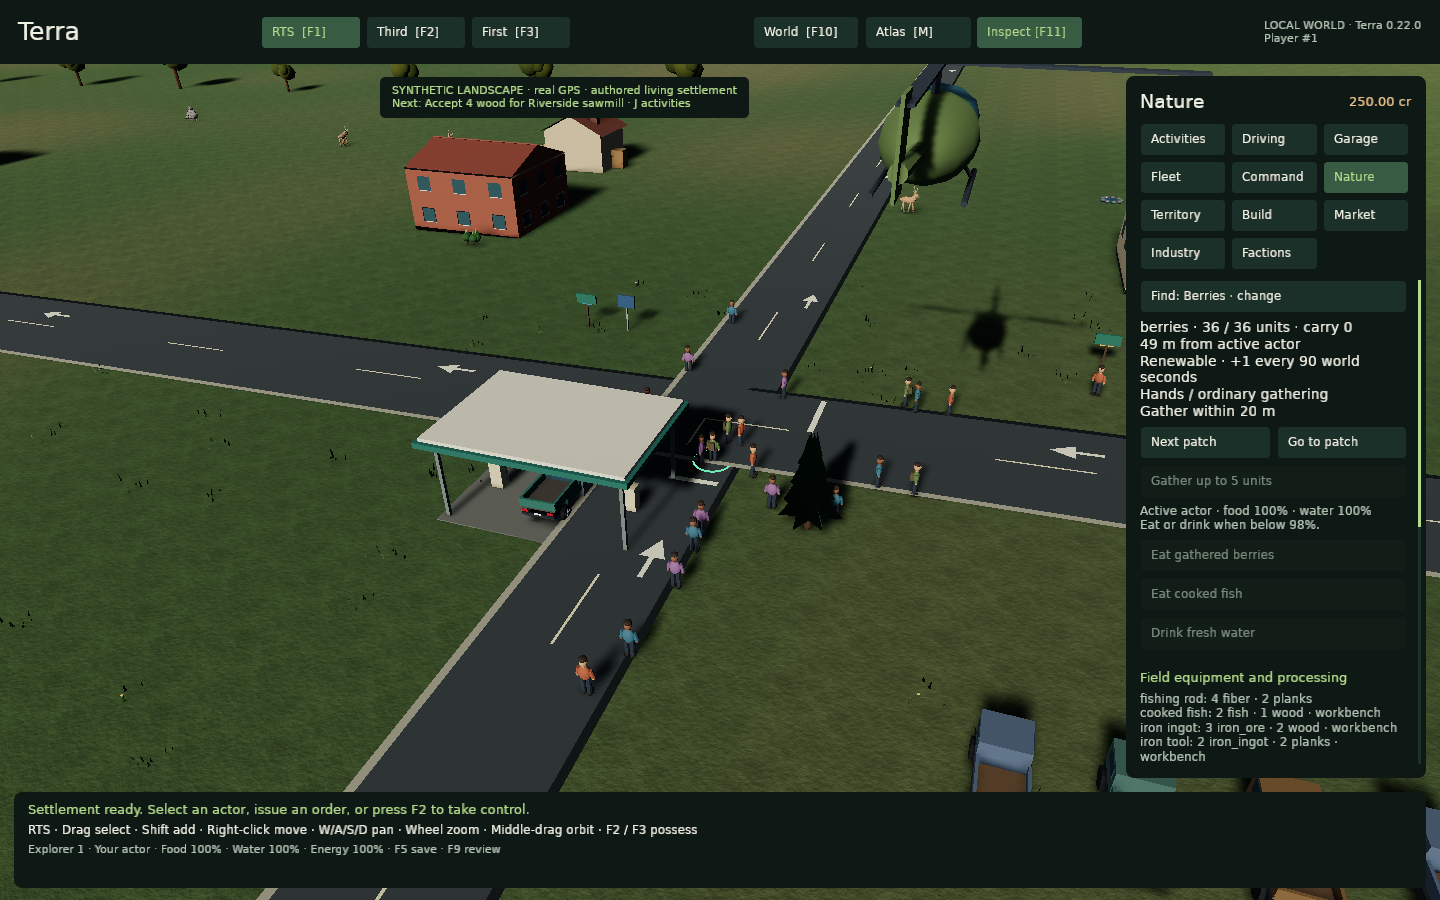 Terra
RTS [F1]
Third [F2]
First [F3]
World [F10]
Atlas [M]
Inspect [F11]
LOCAL WORLD · Terra 0.22.0
Player #1
SYNTHETIC LANDSCAPE · real GPS · authored living settlement
Next: Accept 4 wood for Riverside sawmill · J activities
Nature
250.00 cr
Activities
Driving
Garage
Fleet
Command
Nature
Territory
Build
Market
Industry
Factions
Find: Berries · change
berries · 36 / 36 units · carry 0
49 m from active actor
Renewable · +1 every 90 world
seconds
Hands / ordinary gathering
Gather within 20 m
Next patch
Go to patch
Gather up to 5 units
Active actor · food 100% · water 100%
Eat or drink when below 98%.
Eat gathered berries
Eat cooked fish
Drink fresh water
Field equipment and processing
fishing rod: 4 fiber · 2 planks
cooked fish: 2 fish · 1 wood · workbench
iron ingot: 3 iron_ore · 2 wood · workbench
iron tool: 2 iron_ingot · 2 planks ·
workbench
Settlement ready. Select an actor, issue an order, or press F2 to take control.
RTS · Drag select · Shift add · Right-click move · W/A/S/D pan · Wheel zoom · Middle-drag orbit · F2 / F3 possess
Explorer 1 · Your actor · Food 100% · Water 100% · Energy 100% · F5 save · F9 review